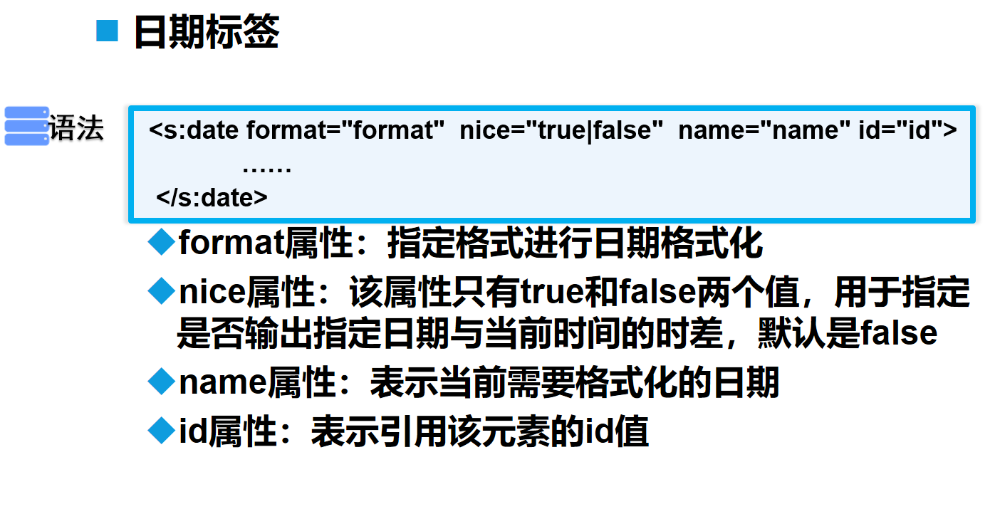 日期标签
语法
<s:date format="format"  nice="true|false"  name="name" id="id">
……
</s:date>
format属性：指定格式进行日期格式化
nice属性：该属性只有true和false两个值，用于指定
是否输出指定日期与当前时间的时差，默认是false
name属性：表示当前需要格式化的日期
id属性：表示引用该元素的id值